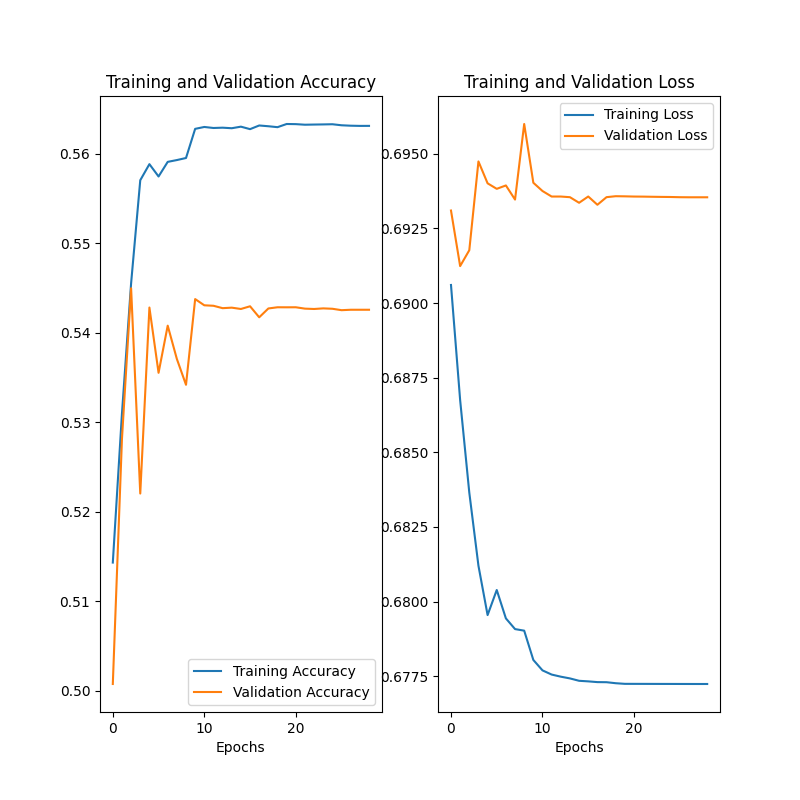 Training and Validation Accuracy
0.56
0.55
0.54
0.53
0.52
0.51
0.50
Training Accuracy
Validation Accuracy
0 10 20
Epochs
Training and Validation Loss
Training Loss
Validation Loss
0.6950
0.6925
0.6900
0.6875
0.6850
0.6825
0.6800
0.6775
0 10 20
Epochs